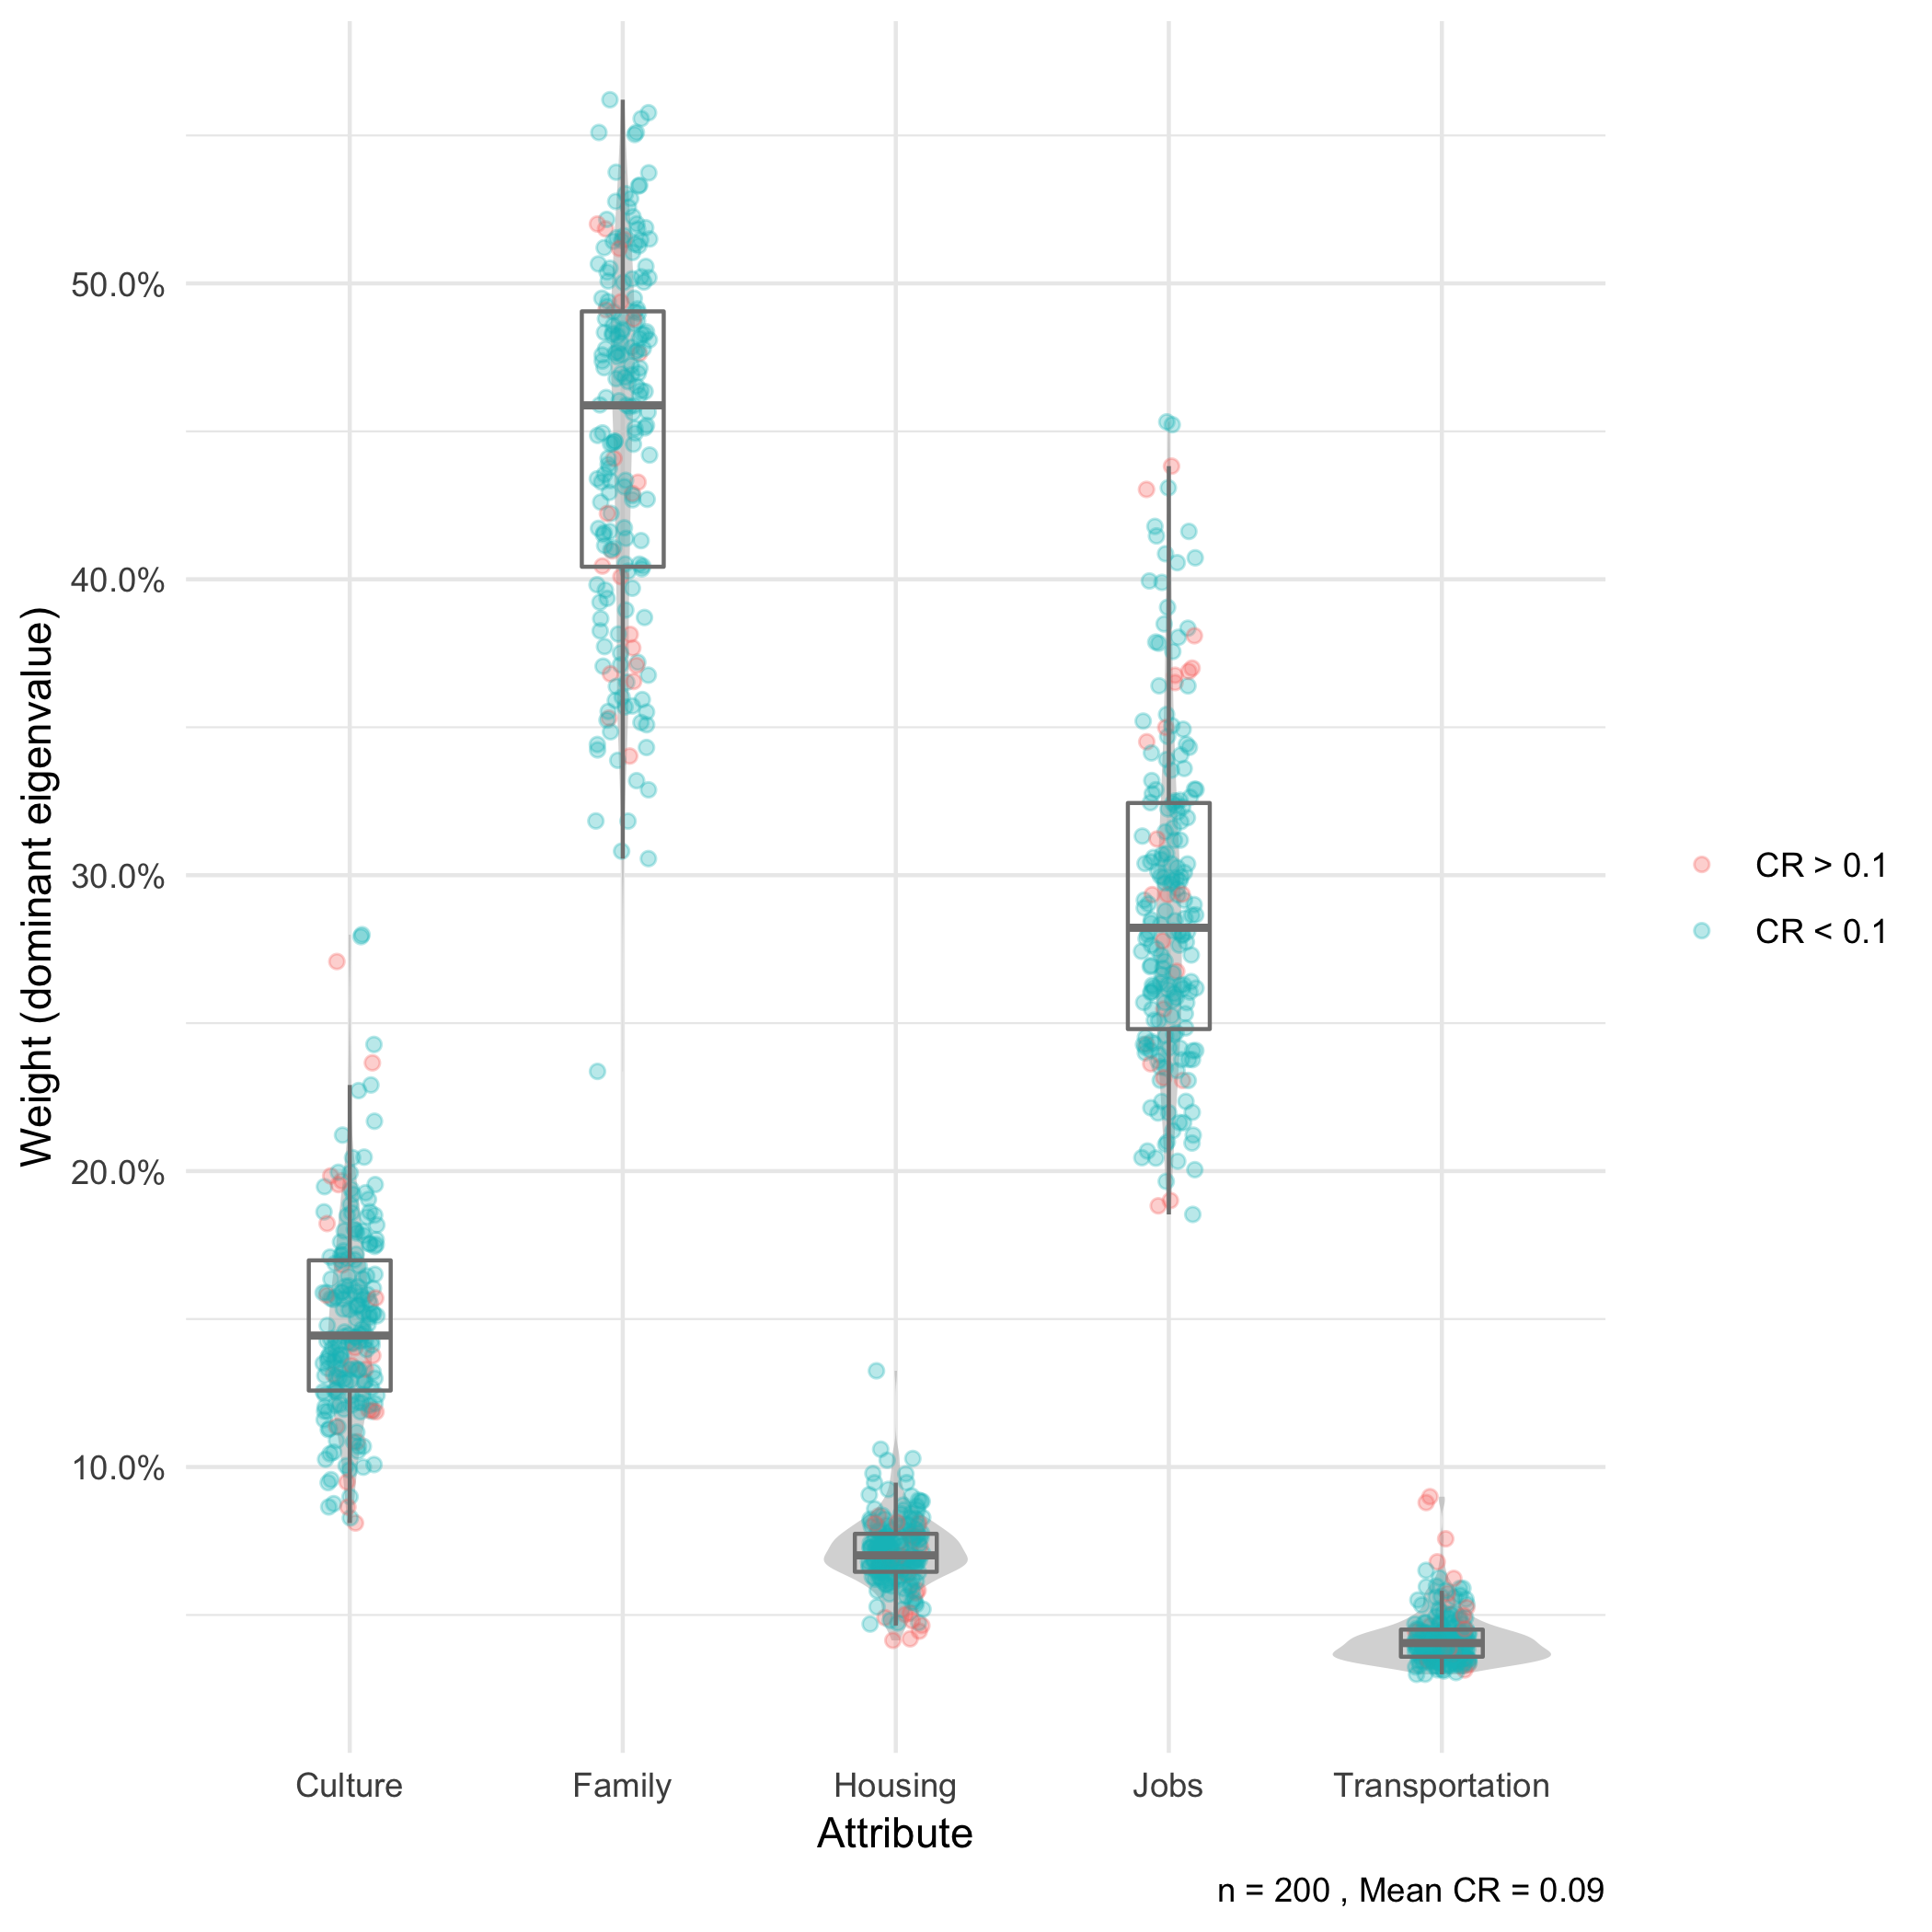 Weight (dominant eigenvalue)
50.0%
40.0%
30.0%
20.0%
10.0%
Culture
Family
Housing
Jobs
Transportation
Attribute
CR > 0.1
CR < 0.1
n = 200 , Mean CR = 0.09